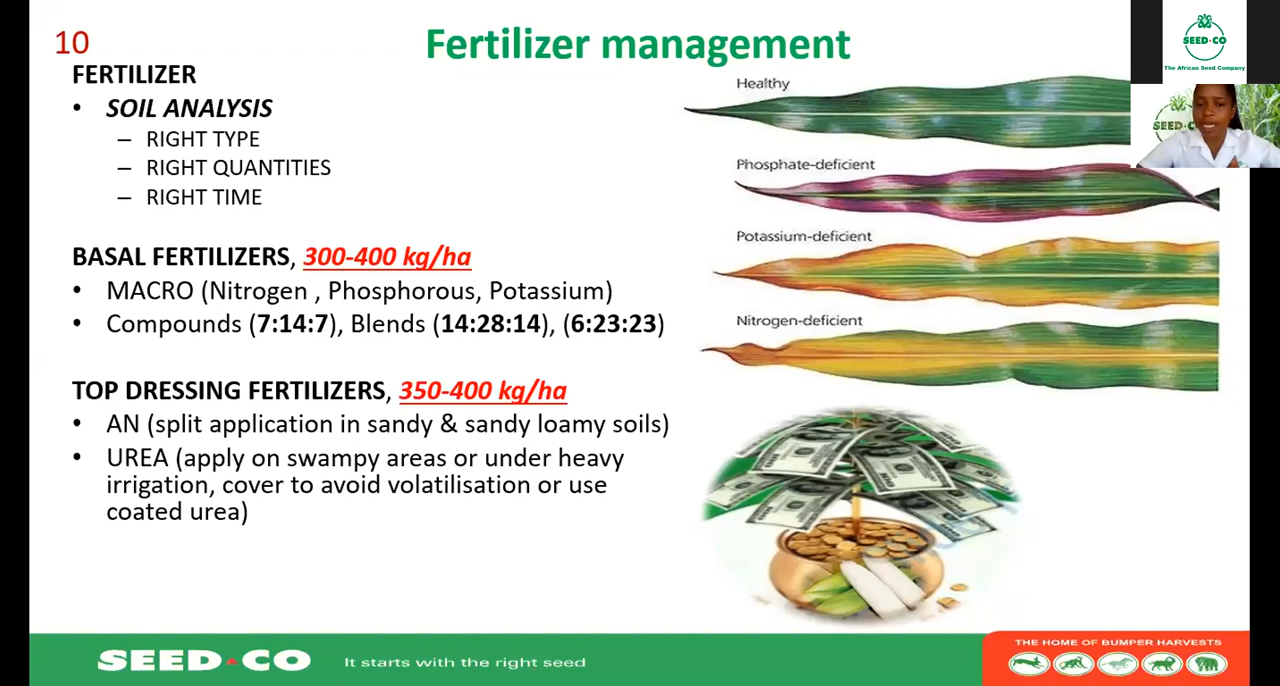 10
Fertilizer management
FERTILIZER
• SOIL ANALYSIS
– RIGHT TYPE
– RIGHT QUANTITIES
– RIGHT TIME
BASAL FERTILIZERS, 300-400 kg/ha
• MACRO (Nitrogen , Phosphorous, Potassium)
• Compounds (7:14:7), Blends (14:28:14), (6:23:23)
TOP DRESSING FERTILIZERS, 350-400 kg/ha
• AN (split application in sandy & sandy loamy soils)
• UREA (apply on swampy areas or under heavy
irrigation, cover to avoid volatilisation or use
coated urea)
Healthy
Phosphate-deficient
Potassium-deficient
Nitrogen-deficient
SEED·CO
The African Seed Company
SEED·C
SEED·CO
It starts with the right seed
THE HOME OF BUMPER HARVESTS